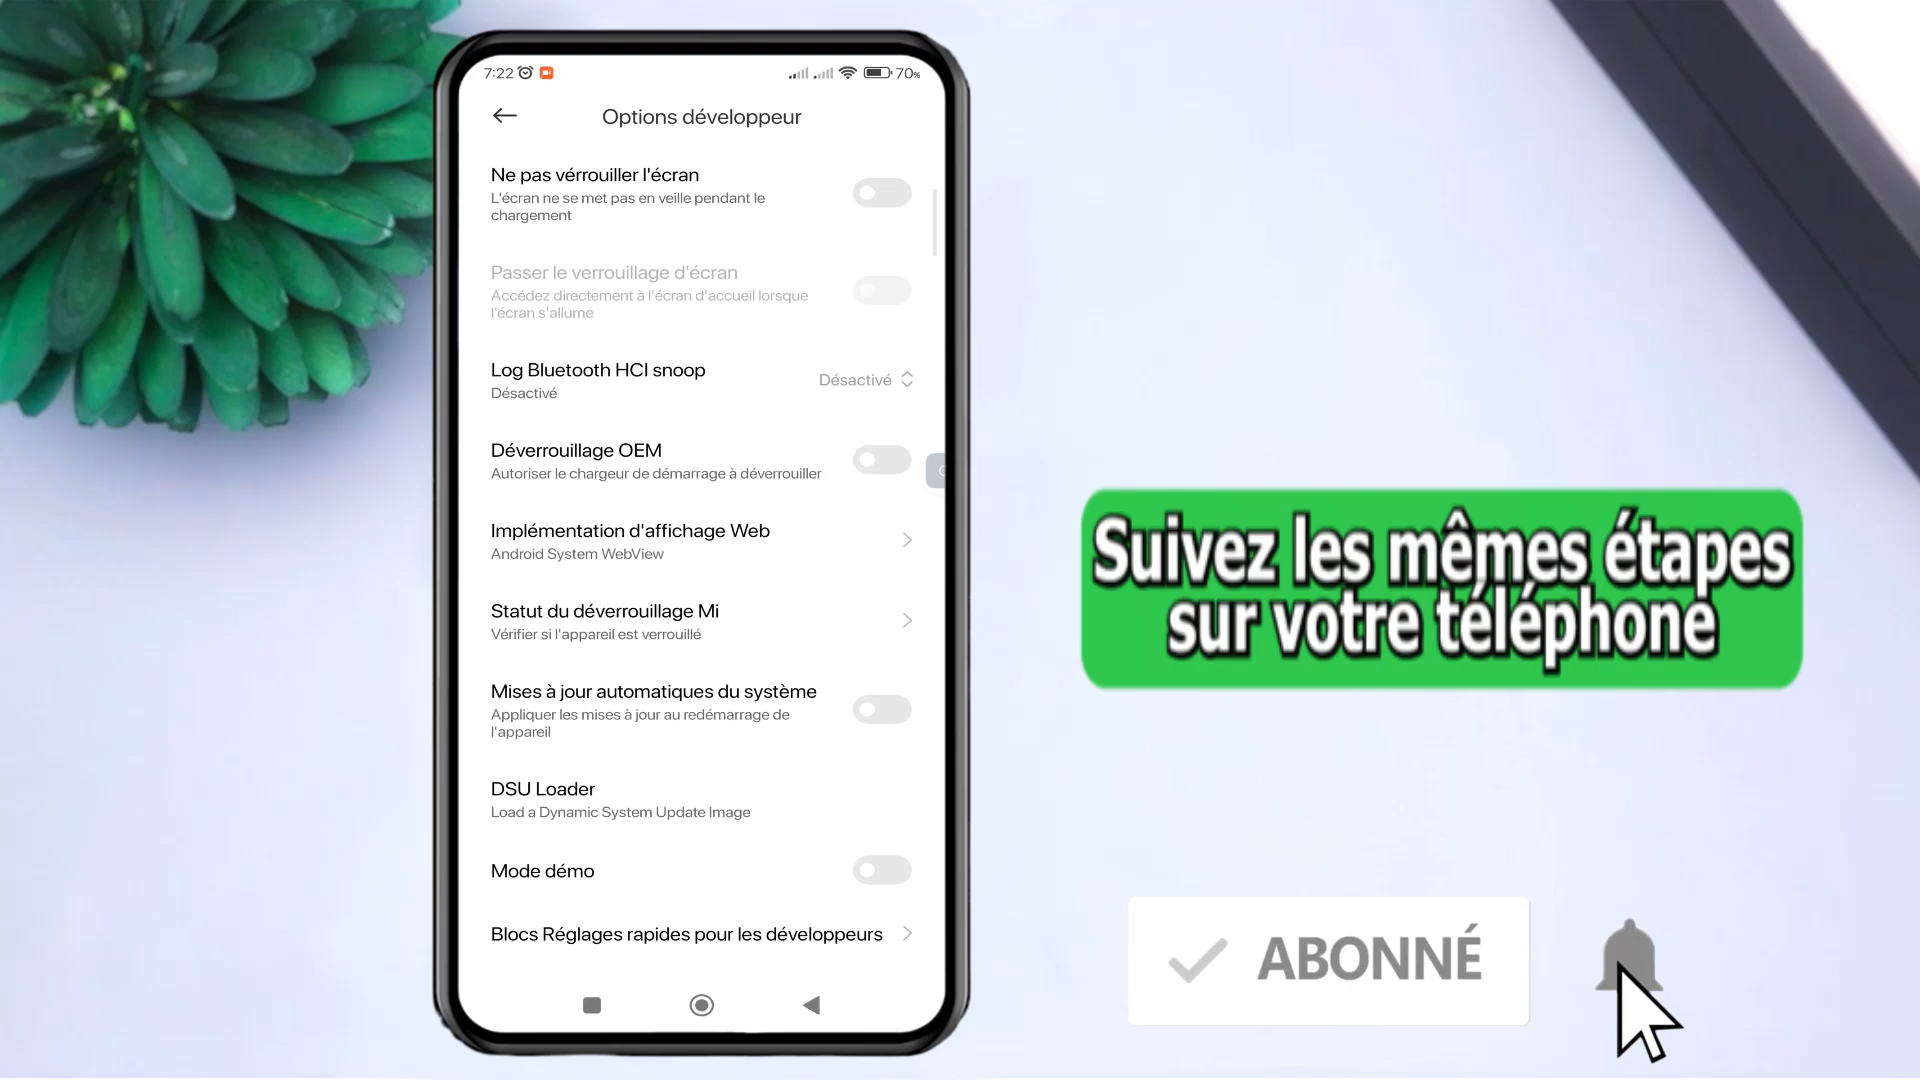 7:22
70%
Options développeur
Ne pas vérrouiller l'écran
L'écran ne se met pas en veille pendant le
chargement
Passer le verrouillage d'écran
Accédez directement à l'écran d'accueil lorsque
l'écran s'allume
Log Bluetooth HCI snoop
Désactivé
Désactivé
Déverrouillage OEM
Autoriser le chargeur de démarrage à déverrouiller
Implémentation d'affichage Web
Android System WebView
Statut du déverrouillage Mi
Vérifier si l'appareil est verrouillé
Mises à jour automatiques du système
Appliquer les mises à jour au redémarrage de
l'appareil
DSU Loader
Load a Dynamic System Update Image
Mode démo
Blocs Réglages rapides pour les développeurs
Suivez les mêmes étapes
sur votre téléphone
ABONNÉ